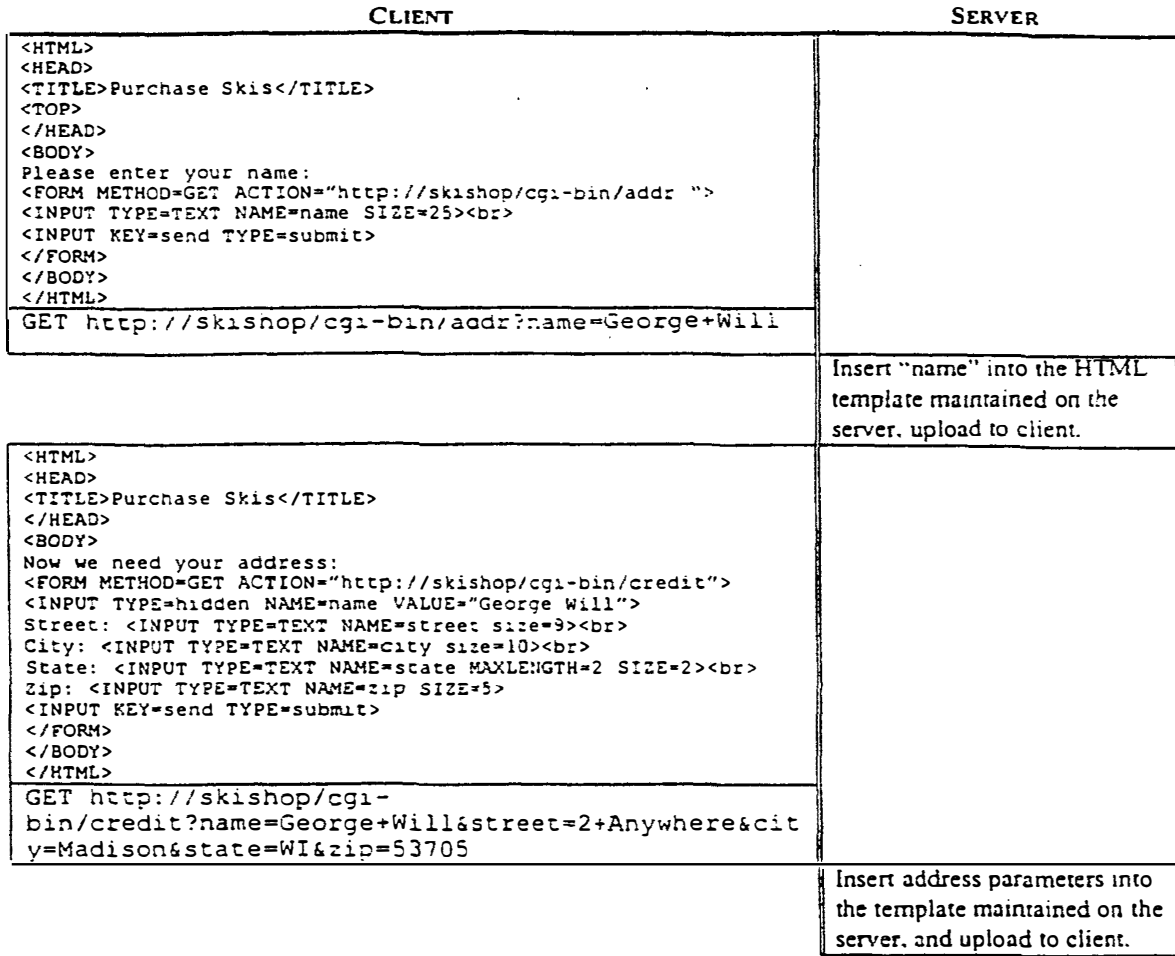 CLIENT SERVER
<HTML>
<HEAD>
<TITLE>Purchase Skis</TITLE>
<TOP>
</HEAD>
<BODY>
Please enter your name:
<FORM METHOD=GET ACTION="http://skishop/cgi-bin/addr ">
<INPUT TYPE=TEXT NAME=name SIZE=25><br>
<INPUT KEY=send TYPE=submit>
</FORM>
</BODY>
</HTML>
GET http://skishop/cgi-bin/addr?name=George+Will
Insert "name" into the HTML
template maintained on the
server, upload to client.
<HTML>
<HEAD>
<TITLE>Purchase Skis</TITLE>
</HEAD>
<BODY>
Now we need your address:
<FORM METHOD=GET ACTION="http://skishop/cgi-bin/credit">
<INPUT TYPE=hidden NAME=name VALUE="George Will">
Street: <INPUT TYPE=TEXT NAME=street size=9><br>
City: <INPUT TYPE=TEXT NAME=city size=10><br>
State: <INPUT TYPE=TEXT NAME=state MAXLENGTH=2 SIZE=2><br>
Zip: <INPUT TYPE=TEXT NAME=zip SIZE=5>
<INPUT KEY=send TYPE=submit>
</FORM>
</BODY>
</HTML>
GET http://skishop/cgi-
bin/credit?name=George+Will&street=2+Anywhere&cit
y=Madison&state=WI&zip=53705
Insert address parameters into
the template maintained on the
server, and upload to client.